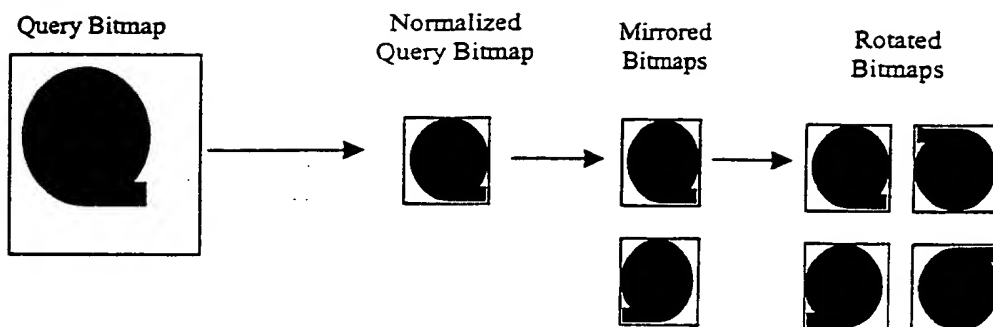 Query Bitmap
Normalized
Query Bitmap
Mirrored
Bitmaps
Rotated
Bitmaps